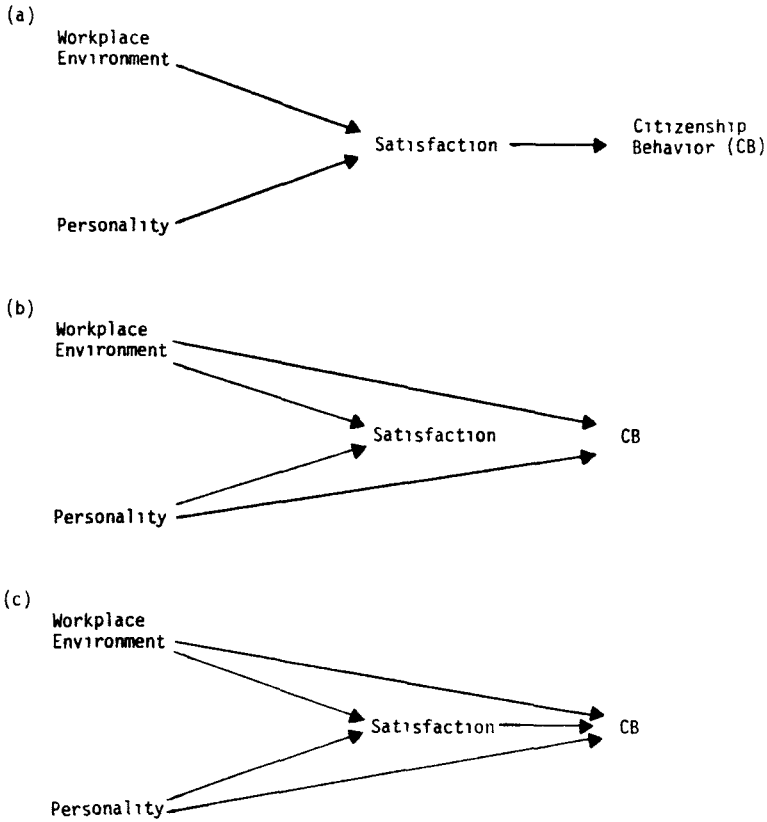 (a)
Workplace
Environment
Satisfaction
Citizenship
Behavior (CB)
Personality
(b)
Workplace
Environment
Satisfaction
CB
Personality
(c)
Workplace
Environment
Satisfaction
CB
Personality